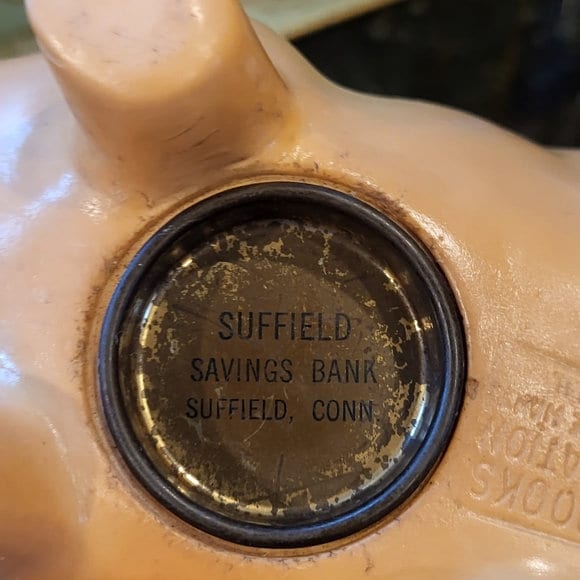 SUFFIELD
SAVINGS BANK
SUFFIELD, CONN.